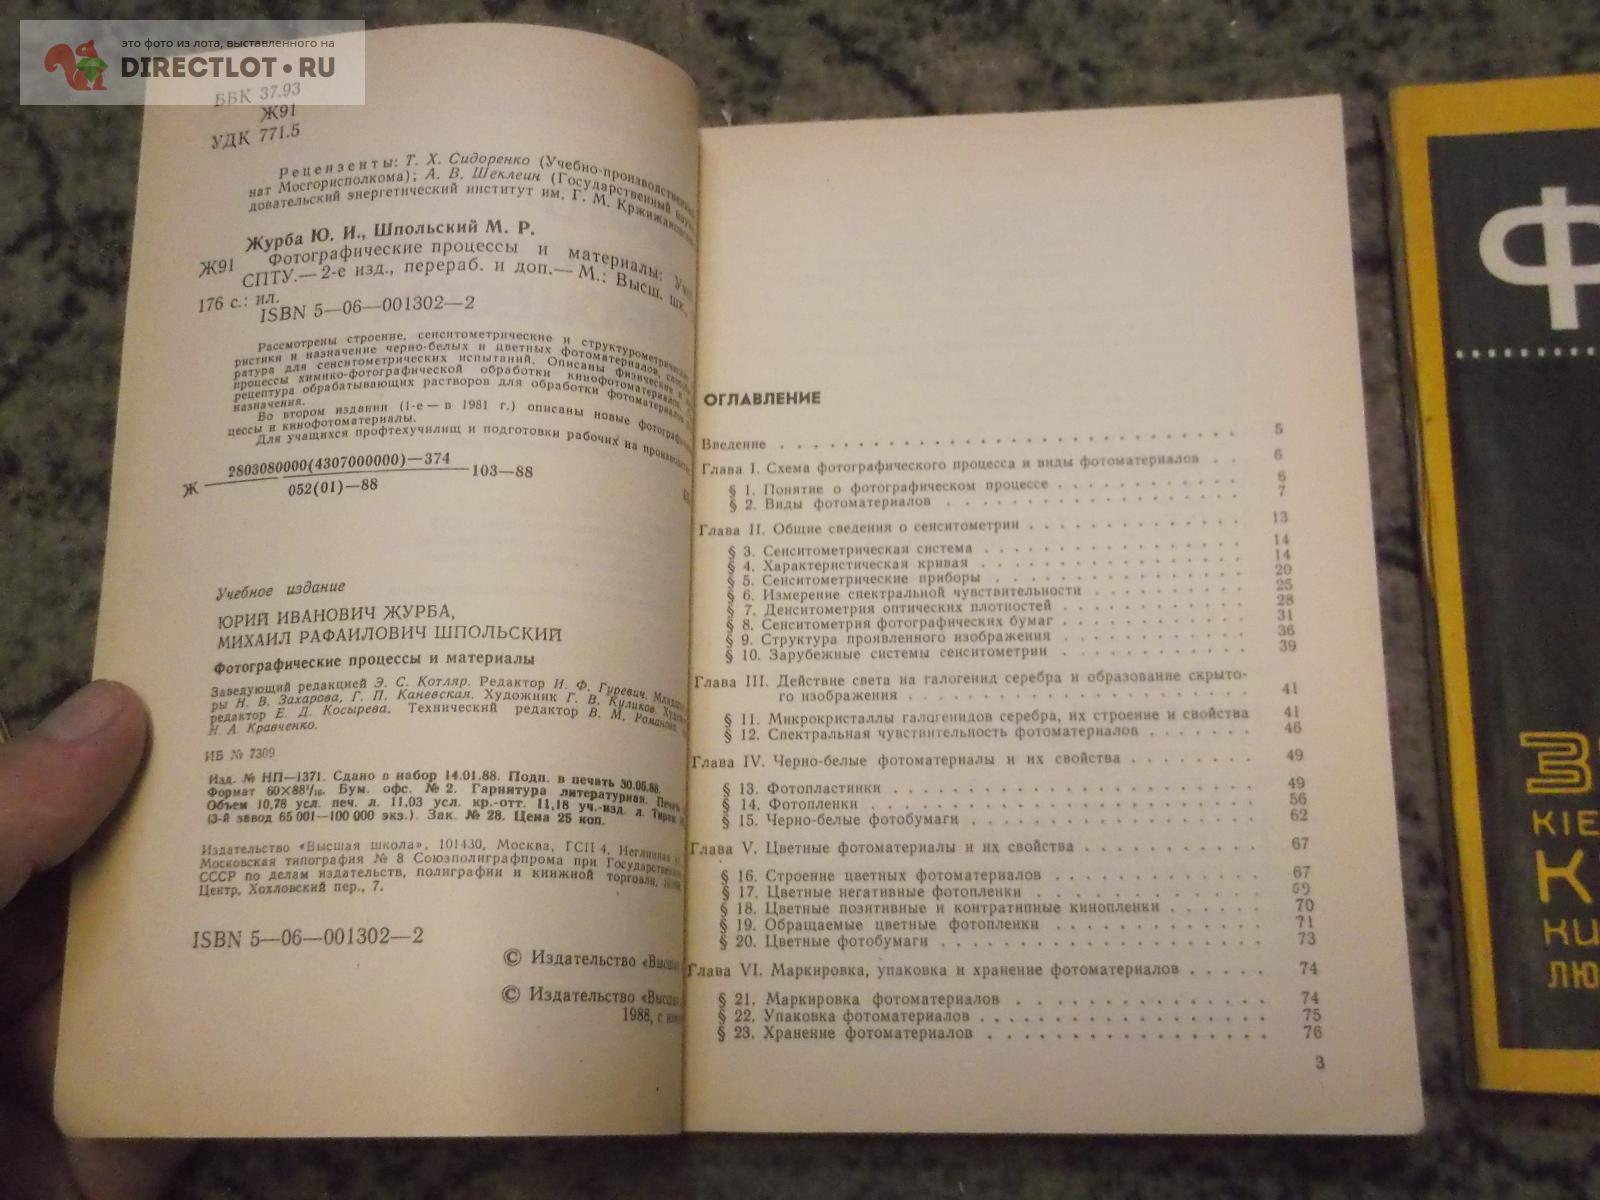 это фото из лота, выставленного на
DIRECTLOT•RU
ББК 37.93
Ж91
УДК 771.5
Рецензенты: Т. Х. Сидоренко (Учебно-производственный
нат Мосгорисполкома); А. В. Шеклеин (Государственный
довательский энергетический институт им. Г. М. Кржижановского
Журба Ю. И., Шпольский М. Р.
Ж91 Фотографические процессы и материалы:
СПТУ.— 2-е изд., перераб. и доп.— М.: Высш. шк.,
176 с.: ил.
ISBN 5—06—001302—2
Рассмотрены строение, сенситометрические и структурометрические
ристики и назначение черно-белых и цветных фотоматериалов,
ратура для сенситометрических испытаний. Описаны физические и
процессы химико-фотографической обработки кинофотоматериалов,
рецептура обрабатывающих растворов для обработки фотоматериалов
назначения.
Во втором издании (1-е — в 1981 г.) описаны новые
цессы и кинофотоматериалы.
Для учащихся профтехучилищ и подготовки рабочих на производстве
Ж 2803080000(4307000000)—374 103—88
052(01)—88
Учебное издание
ЮРИЙ ИВАНОВИЧ ЖУРБА,
МИХАИЛ РАФАИЛОВИЧ ШПОЛЬСКИЙ
Фотографические процессы и материалы
Заведующий редакцией Э. С. Котляр. Редактор И. Ф. Гуревич.
ры Н. В. Захарова, Г. П. Каневская. Художник Г. В. Куликов.
редактор Е. Д. Косырева. Технический редактор В. М. Романова.
Н. А. Кравченко.
ИБ № 7309
Изд. № НП—1371. Сдано в набор 14.01.88. Подп. в печать 30.05.88.
Формат 60×88¹/₁₆. Бум. офс. № 2. Гарнитура литературная.
Объем 10,78 усл. печ. л. 11,03 усл. кр.-отт. 11,18 уч.-изд. л.
(3-й завод 65 001—100 000 экз.). Зак. № 28. Цена 25 коп.
Издательство «Высшая школа», 101430, Москва, ГСП-4, Неглинная
Московская типография № 8 Союзполиграфпрома при Государственном
СССР по делам издательств, полиграфии и книжной торговли,
Центр, Хохловский пер., 7.
ISBN 5—06—001302—2
© Издательство
© Издательство
1988, с
ОГЛАВЛЕНИЕ
Введение . . . 5
Глава I. Схема фотографического процесса и виды фотоматериалов . . 6
§ 1. Понятие о фотографическом процессе . . . 6
§ 2. Виды фотоматериалов . . . 7
Глава II. Общие сведения о сенситометрии . . . 13
§ 3. Сенситометрическая система . . . 14
§ 4. Характеристическая кривая . . . 14
§ 5. Сенситометрические приборы . . . 20
§ 6. Измерение спектральной чувствительности . . . 25
§ 7. Денситометрия оптических плотностей . . . 28
§ 8. Сенситометрия фотографических бумаг . . . 31
§ 9. Структура проявленного изображения . . . 36
§ 10. Зарубежные системы сенситометрии . . . 39
Глава III. Действие света на галогенид серебра и образование скрыто-
го изображения . . . 41
§ 11. Микрокристаллы галогенидов серебра, их строение и свойства 41
§ 12. Спектральная чувствительность фотоматериалов . . . 46
Глава IV. Черно-белые фотоматериалы и их свойства . . . 49
§ 13. Фотопластинки . . . 49
§ 14. Фотопленки . . . 56
§ 15. Черно-белые фотобумаги . . . 62
Глава V. Цветные фотоматериалы и их свойства . . . 67
§ 16. Строение цветных фотоматериалов . . . 67
§ 17. Цветные негативные фотопленки . . . 69
§ 18. Цветные позитивные и контратипные кинопленки . . . 70
§ 19. Обращаемые цветные фотопленки . . . 71
§ 20. Цветные фотобумаги . . . 73
Глава VI. Маркировка, упаковка и хранение фотоматериалов . . . 74
§ 21. Маркировка фотоматериалов . . . 74
§ 22. Упаковка фотоматериалов . . . 75
§ 23. Хранение фотоматериалов . . . 76
3